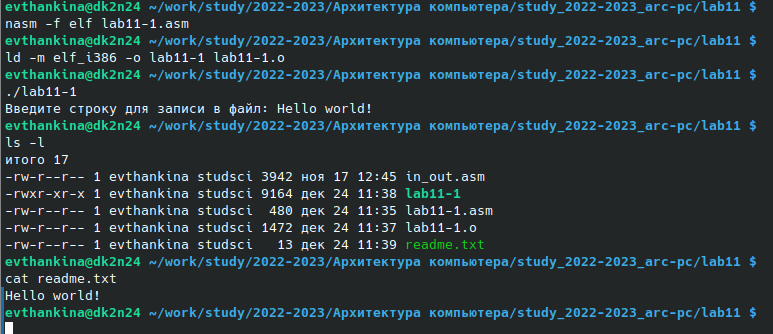 evthankina@dk2n24 ~/work/study/2022-2023/Архитектура компьютера/study_2022-2023_arc-pc/lab11 $
nasm -f elf lab11-1.asm
evthankina@dk2n24 ~/work/study/2022-2023/Архитектура компьютера/study_2022-2023_arc-pc/lab11 $
ld -m elf_i386 -o lab11-1 lab11-1.o
evthankina@dk2n24 ~/work/study/2022-2023/Архитектура компьютера/study_2022-2023_arc-pc/lab11 $
./lab11-1
Введите строку для записи в файл: Hello world!
evthankina@dk2n24 ~/work/study/2022-2023/Архитектура компьютера/study_2022-2023_arc-pc/lab11 $
ls -l
итого 17
-rw-r--r-- 1 evthankina studsci 3942 ноя 17 12:45 in_out.asm
-rwxr-xr-x 1 evthankina studsci 9164 дек 24 11:38 lab11-1
-rw-r--r-- 1 evthankina studsci  480 дек 24 11:35 lab11-1.asm
-rw-r--r-- 1 evthankina studsci 1472 дек 24 11:37 lab11-1.o
-rw-r--r-- 1 evthankina studsci   13 дек 24 11:39 readme.txt
evthankina@dk2n24 ~/work/study/2022-2023/Архитектура компьютера/study_2022-2023_arc-pc/lab11 $
cat readme.txt
Hello world!
evthankina@dk2n24 ~/work/study/2022-2023/Архитектура компьютера/study_2022-2023_arc-pc/lab11 $